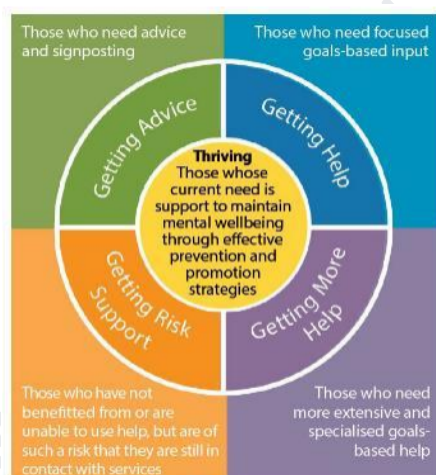 Those who need advice
and signposting
Those who need focused
goals-based input
Getting Advice
Getting Help
Thriving
Those whose
current need is
support to maintain
mental wellbeing
through effective
prevention and
promotion
strategies
Getting Risk
Support
Getting More
Help
Those who have not
benefitted from or are
unable to use help, but are of
such a risk that they are still in
contact with services
Those who need
more extensive and
specialised goals-
based help